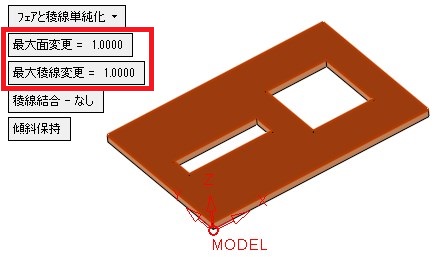 フェアと稜線単純化
最大面変更 = 1.0000
最大稜線変更 = 1.0000
稜線結合 - なし
傾斜保持
Z
MODEL